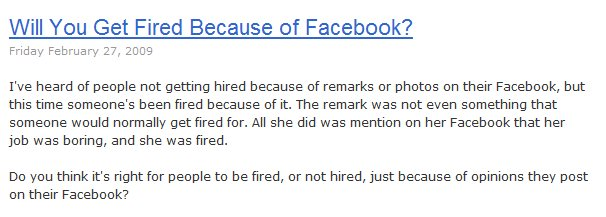 Will You Get Fired Because of Facebook?
Friday February 27, 2009
I've heard of people not getting hired because of remarks or photos on their Facebook, but
this time someone's been fired because of it. The remark was not even something that
someone would normally get fired for. All she did was mention on her Facebook that her
job was boring, and she was fired.
Do you think it's right for people to be fired, or not hired, just because of opinions they post
on their Facebook?